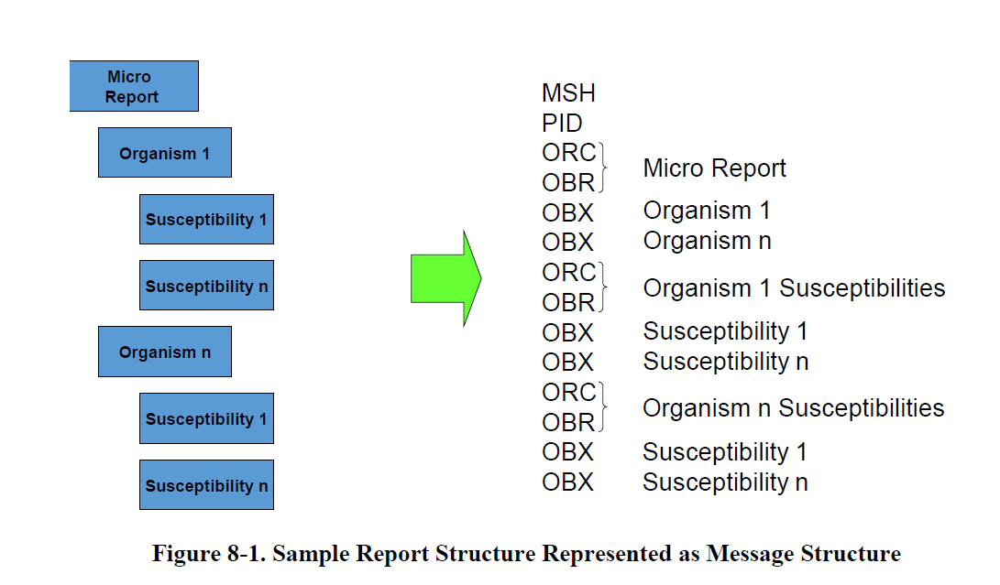 Micro
Report
Organism 1
Susceptibility 1
Susceptibility n
Organism n
Susceptibility 1
Susceptibility n
MSH
PID
ORC
OBR
Micro Report
OBX Organism 1
OBX Organism n
ORC
OBR
Organism 1 Susceptibilities
OBX Susceptibility 1
OBX Susceptibility n
ORC
OBR
Organism n Susceptibilities
OBX Susceptibility 1
OBX Susceptibility n
Figure 8-1. Sample Report Structure Represented as Message Structure